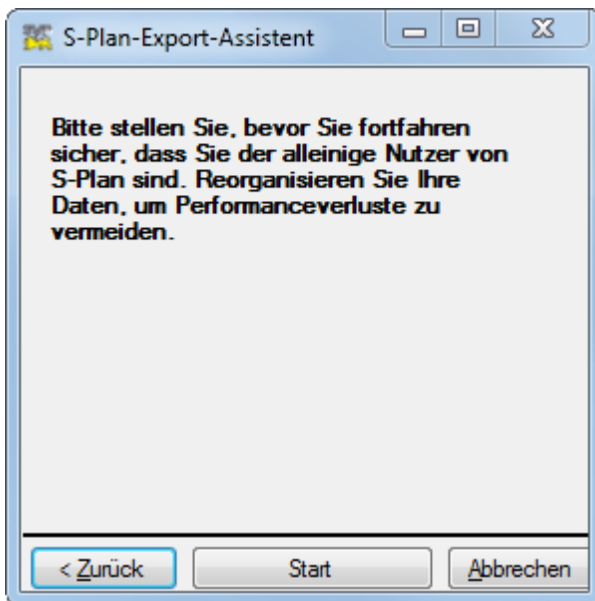 S-Plan-Export-Assistent
Bitte stellen Sie, bevor Sie fortfahren
sicher, dass Sie der alleinige Nutzer von
S-Plan sind. Reorganisieren Sie Ihre
Daten, um Performanceverluste zu
vermeiden.
< Zurück
Start
Abbrechen